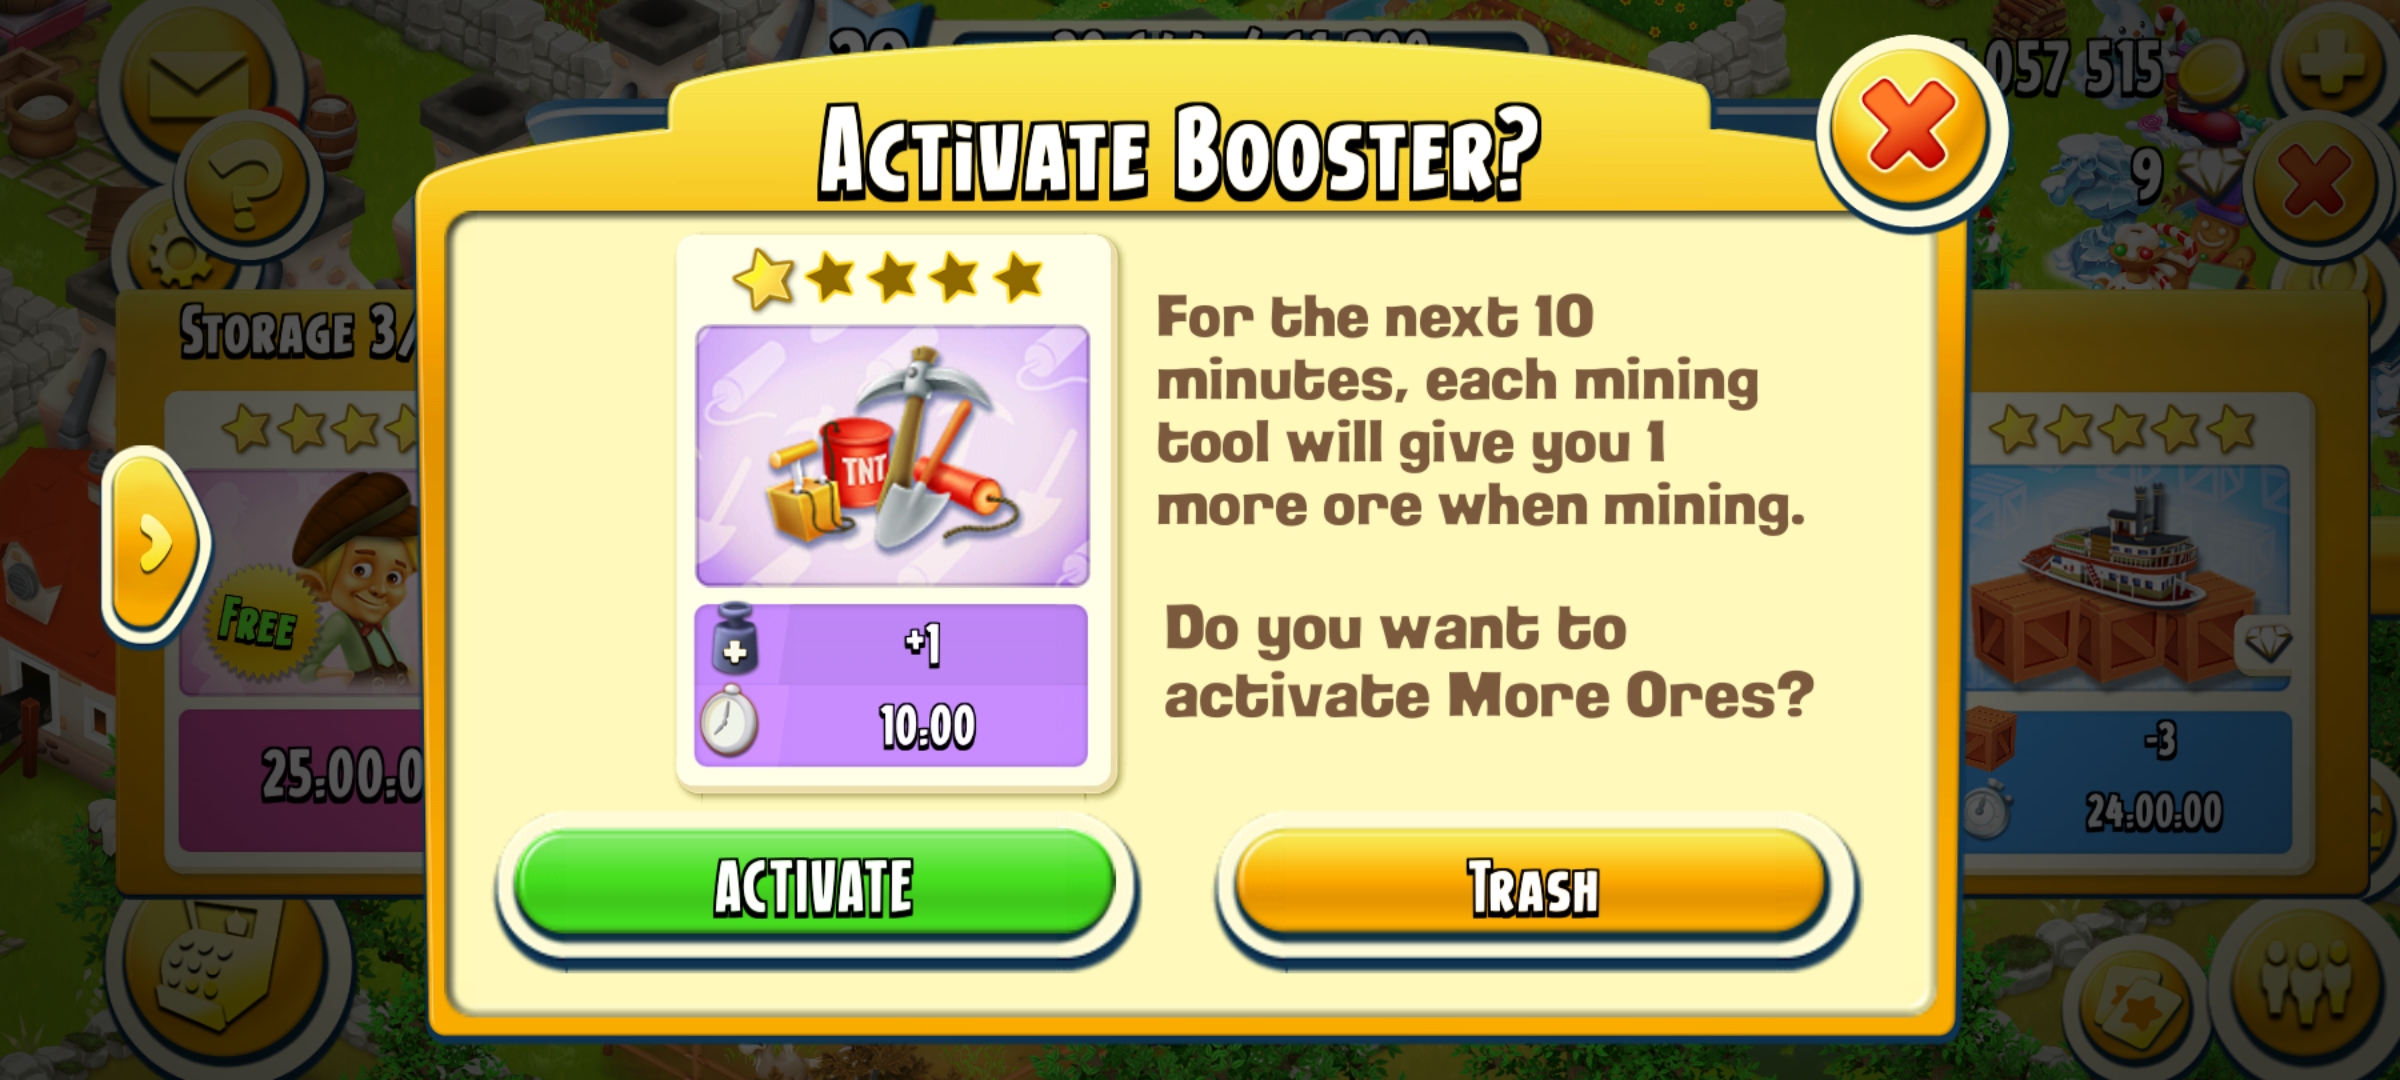 ACTIVATE BOOSTER?
057 515
9
STORAGE 3/
For the next 10
minutes, each mining
tool will give you 1
more ore when mining.
TNT
FREE
+1
Do you want to
activate More Ores?
10:00
25:00:0
-3
24:00:00
ACTIVATE
TRASH